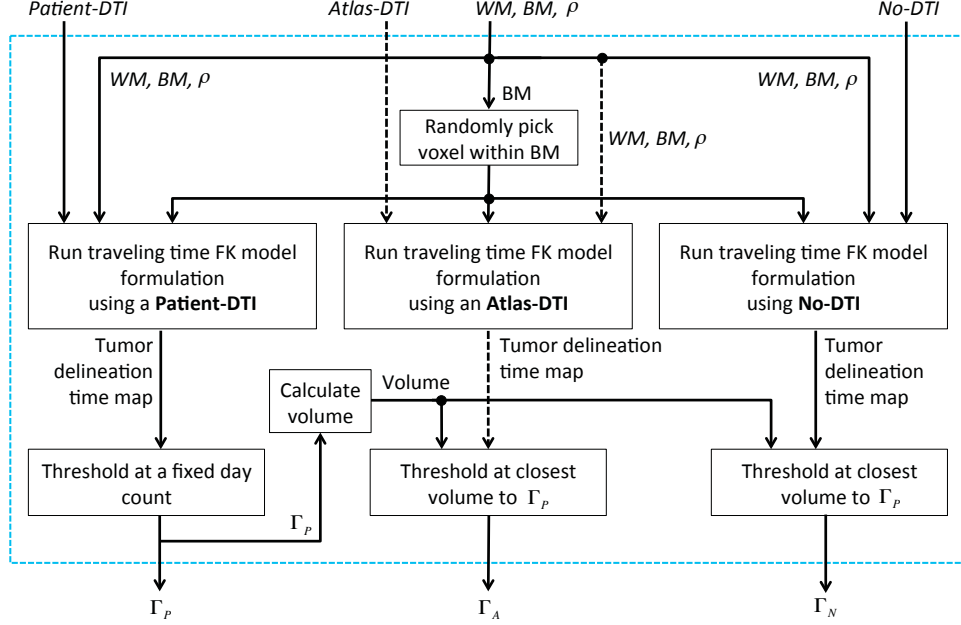 Patient-DTI
Atlas-DTI
WM, BM, ρ
No-DTI
WM, BM, ρ
WM, BM, ρ
BM
Randomly pick
voxel within BM
WM, BM, ρ
Run traveling time FK model
formulation
using a Patient-DTI
Run traveling time FK model
formulation
using an Atlas-DTI
Run traveling time FK model
formulation
using No-DTI
Tumor
delineation
time map
Tumor delineation
time map
Tumor
delineation
time map
Calculate
volume
Volume
Threshold at a fixed day
count
Threshold at closest
volume to Γ_P
Threshold at closest
volume to Γ_P
Γ_P
Γ_P
Γ_A
Γ_N